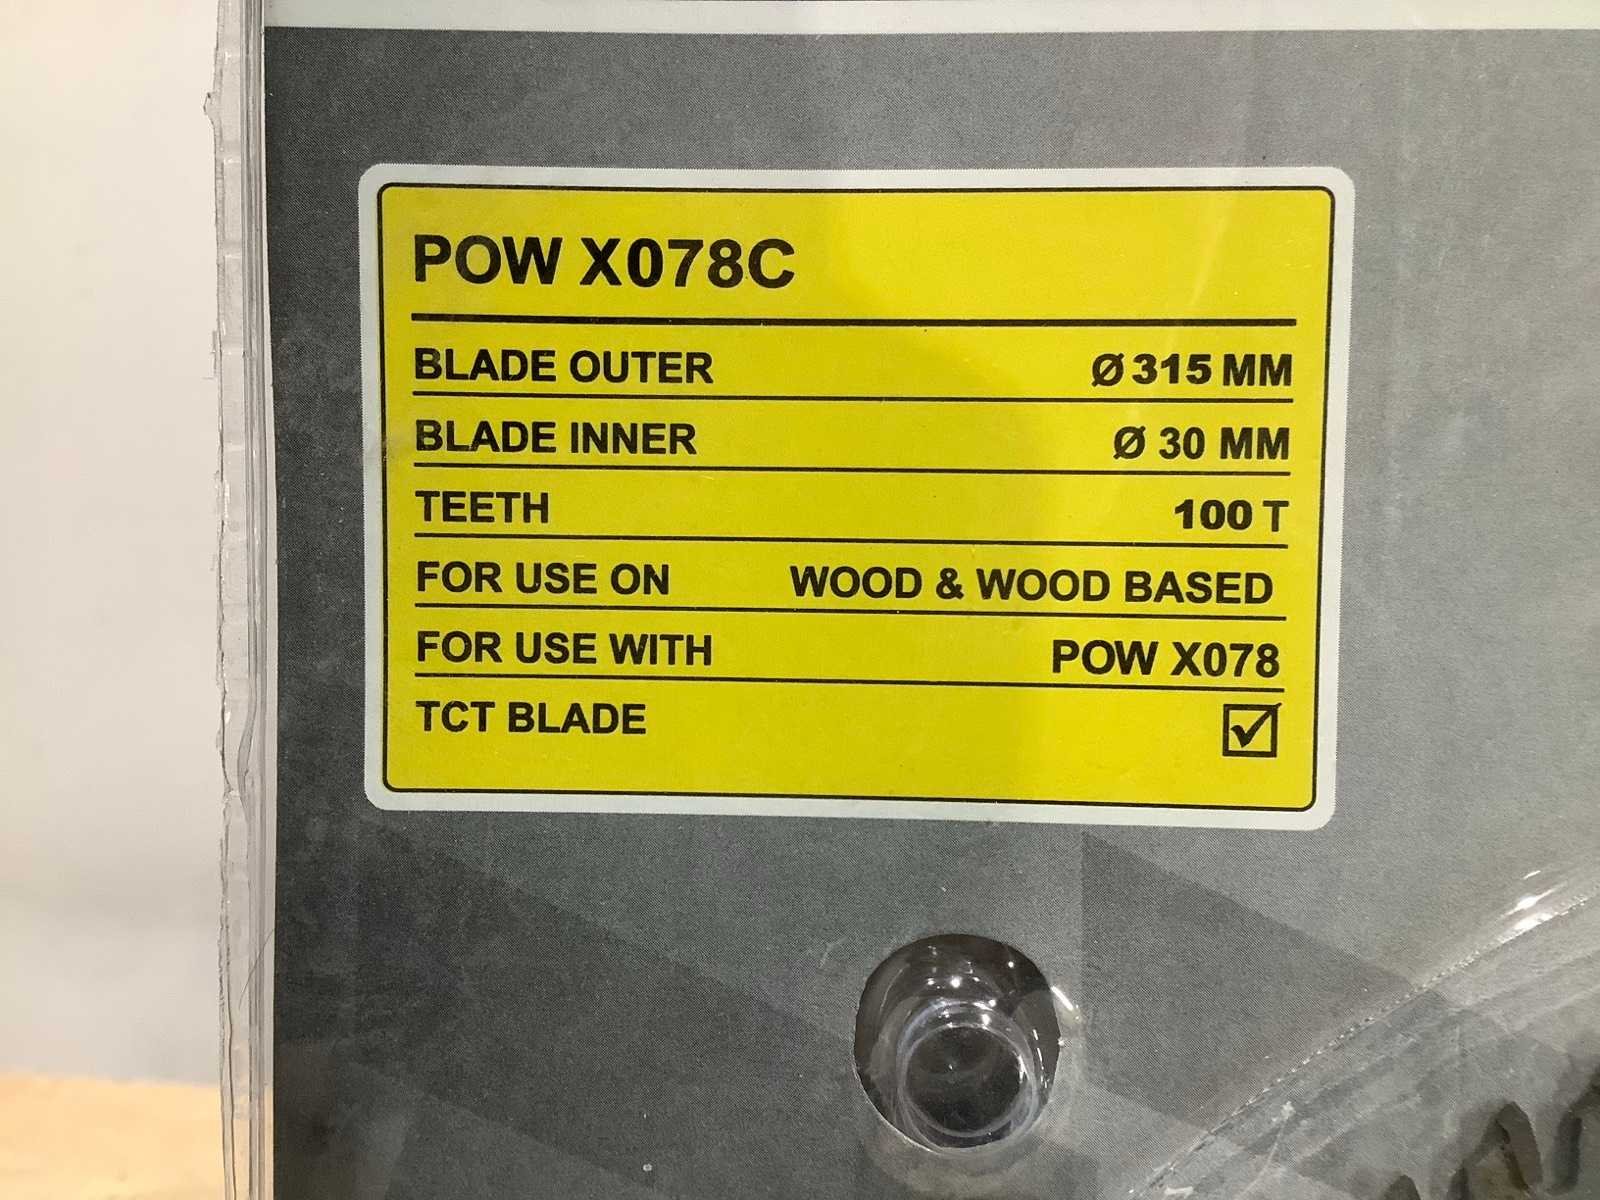 POW X078C
BLADE OUTER Ø 315 MM
BLADE INNER Ø 30 MM
TEETH 100 T
FOR USE ON WOOD & WOOD BASED
FOR USE WITH POW X078
TCT BLADE ☑